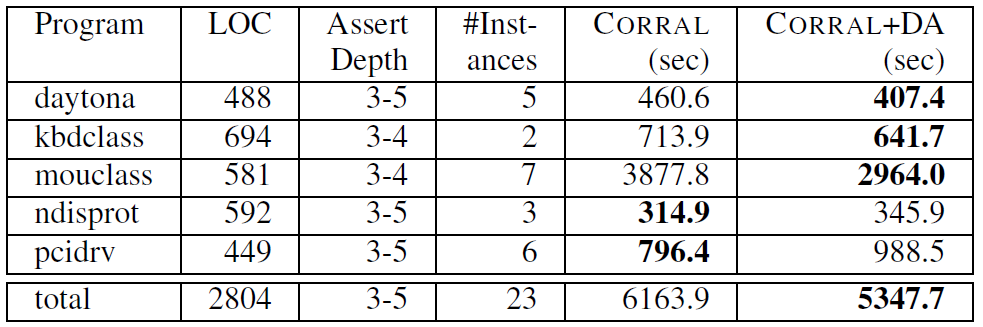 Program LOC Assert #Inst- CORRAL CORRAL+DA
Depth ances (sec) (sec)
daytona 488 3-5 5 460.6 407.4
kbdclass 694 3-4 2 713.9 641.7
mouclass 581 3-4 7 3877.8 2964.0
ndisprot 592 3-5 3 314.9 345.9
pcidrv 449 3-5 6 796.4 988.5
total 2804 3-5 23 6163.9 5347.7